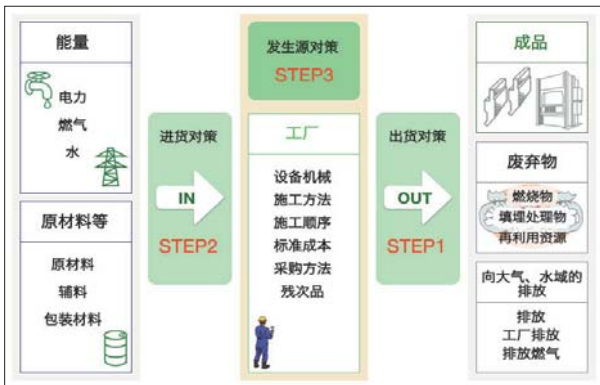 能量
电力
燃气
水
原材料等
原材料
辅料
包装材料
进货对策
IN
STEP2
发生源对策
STEP3
工厂
设备机械
施工方法
施工顺序
标准成本
采购方法
残次品
出货对策
OUT
STEP1
成品
废弃物
燃烧物
填埋处理物
再利用资源
向大气、水域的
排放
排放
工厂排放
排放燃气